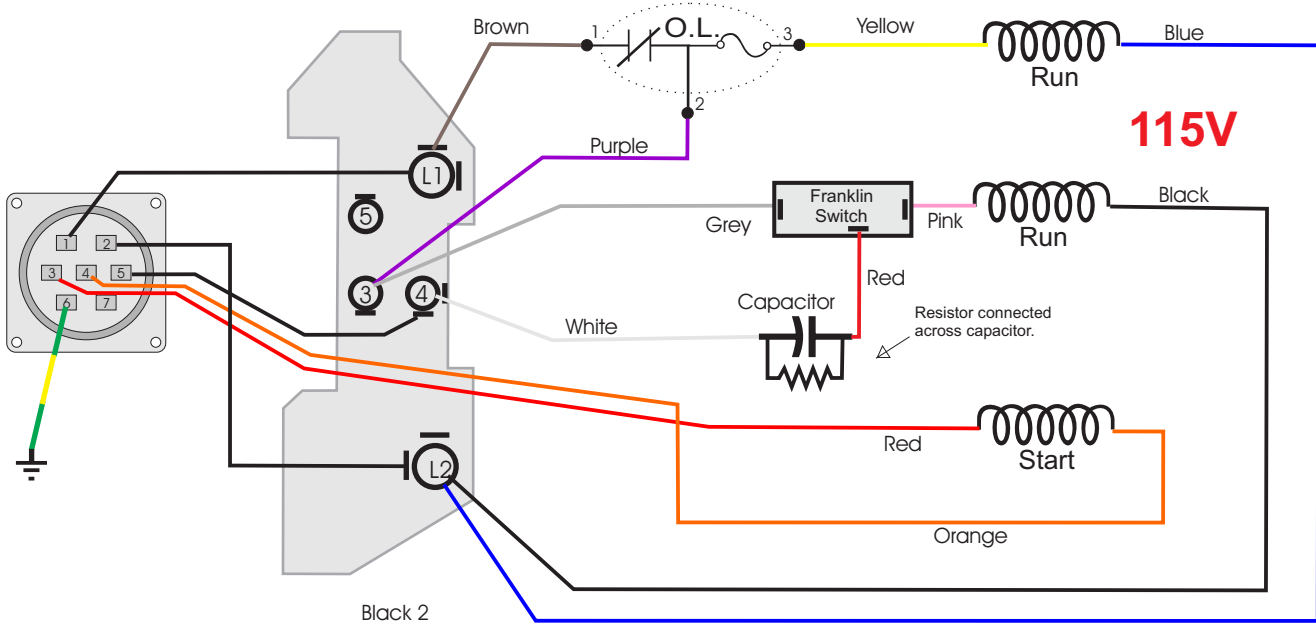 Brown
1
O.L.
3
Yellow
Blue
Run
2
115V
Purple
L1
5
Franklin
Switch
Grey
Pink
Black
Run
1
2
3
4
5
6
7
3
4
Red
Capacitor
White
Resistor connected
across capacitor.
Red
Start
L2
Orange
Black 2